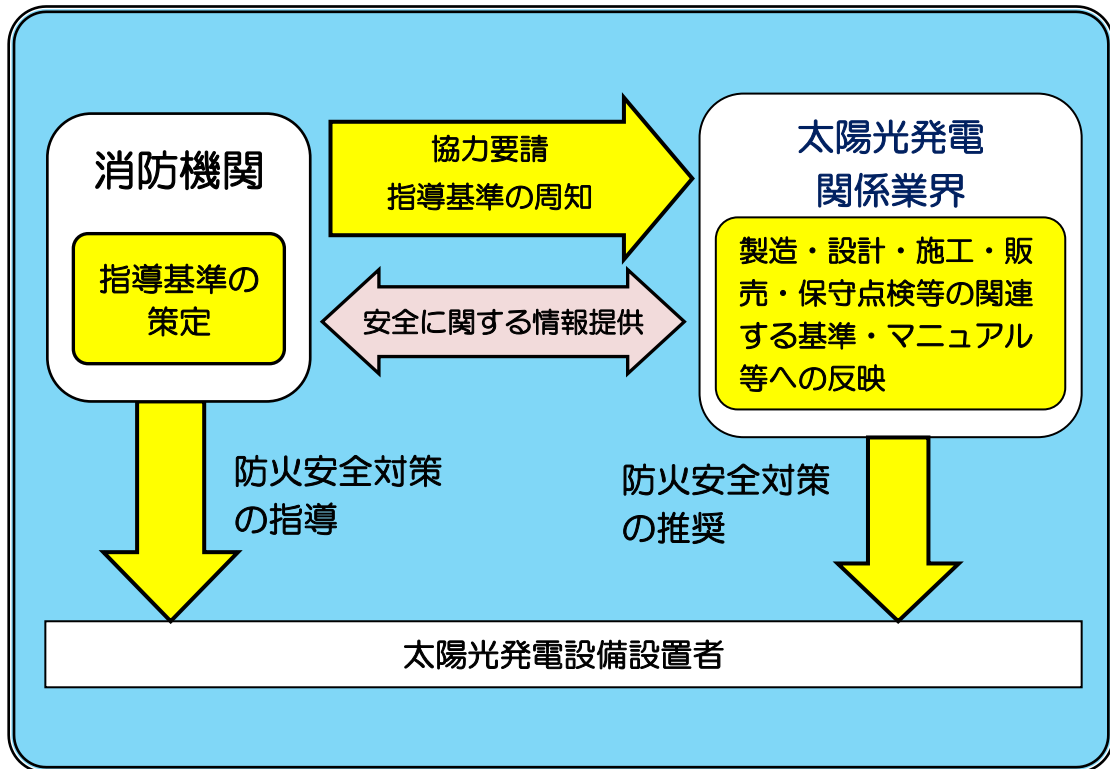 消防機関
指導基準の
策定
協力要請
指導基準の周知
安全に関する情報提供
太陽光発電
関係業界
製造・設計・施工・販
売・保守点検等の関連
する基準・マニュアル
等への反映
防火安全対策
の指導
防火安全対策
の推奨
太陽光発電設備設置者